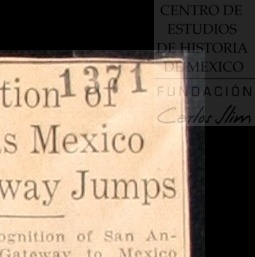 CENTRO DE
ESTUDIOS
DE HISTORIA
DE MEXICO
FUNDACIÓN
Carlos Slim
1371
tion of
s Mexico
way Jumps
ognition of San An-
Gateway to Mexico